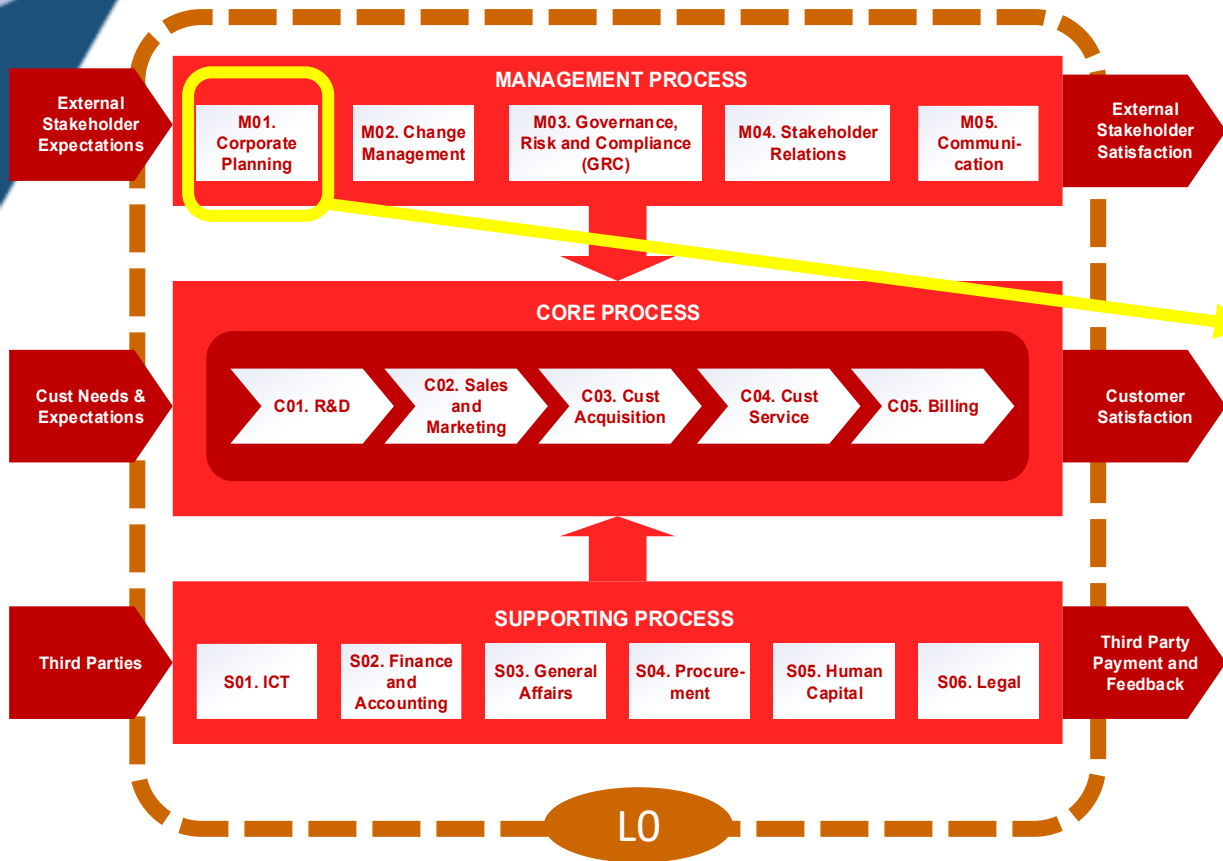 MANAGEMENT PROCESS
External
Stakeholder
Expectations
M01.
Corporate
Planning
M02. Change
Management
M03. Governance,
Risk and Compliance
(GRC)
M04. Stakeholder
Relations
M05.
Communi-
cation
External
Stakeholder
Satisfaction
CORE PROCESS
Cust Needs &
Expectations
C01. R&D
C02. Sales
and
Marketing
C03. Cust
Acquisition
C04. Cust
Service
C05. Billing
Customer
Satisfaction
SUPPORTING PROCESS
Third Parties
S01. ICT
S02. Finance
and
Accounting
S03. General
Affairs
S04. Procure-
ment
S05. Human
Capital
S06. Legal
Third Party
Payment and
Feedback
L0